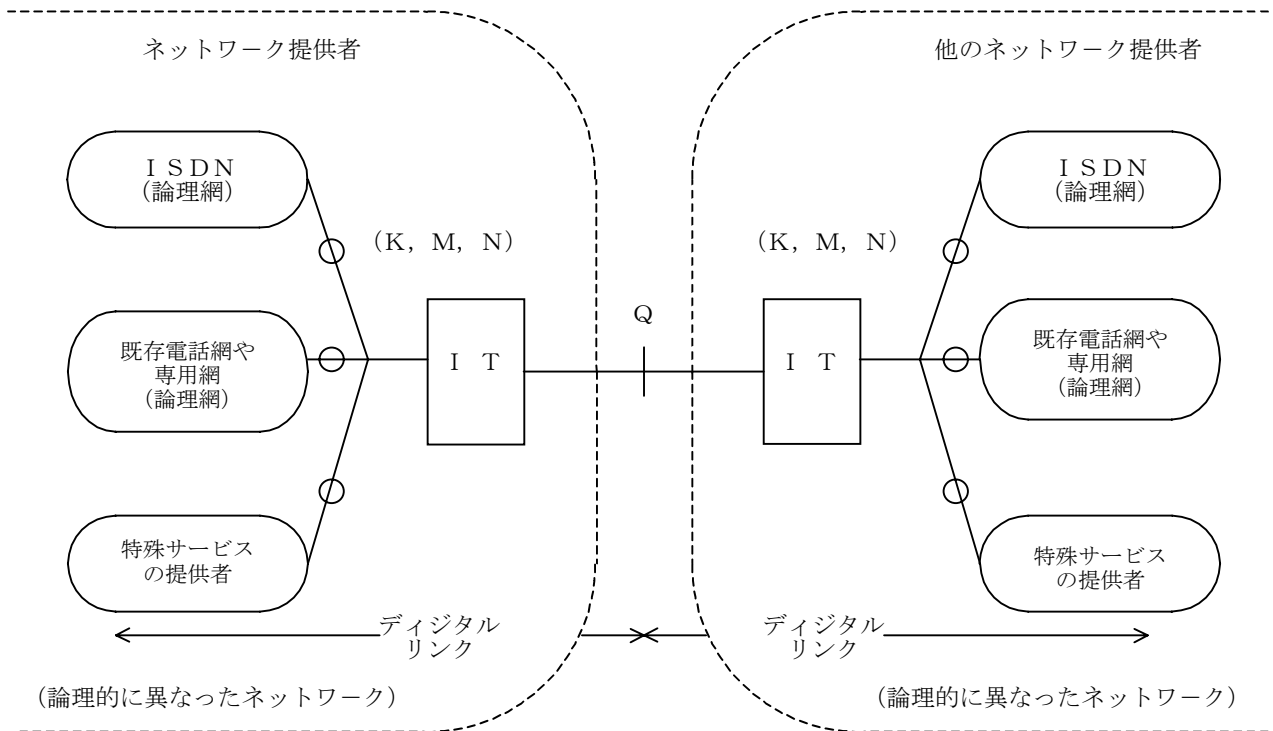 ネットワーク提供者
他のネットワーク提供者
ISDN
(論理網)
(K, M, N)
既存電話網や
専用網
(論理網)
IT
特殊サービス
の提供者
ディジタル
リンク
(論理的に異なったネットワーク)
Q
ISDN
(論理網)
(K, M, N)
IT
既存電話網や
専用網
(論理網)
特殊サービス
の提供者
ディジタル
リンク
(論理的に異なったネットワーク)